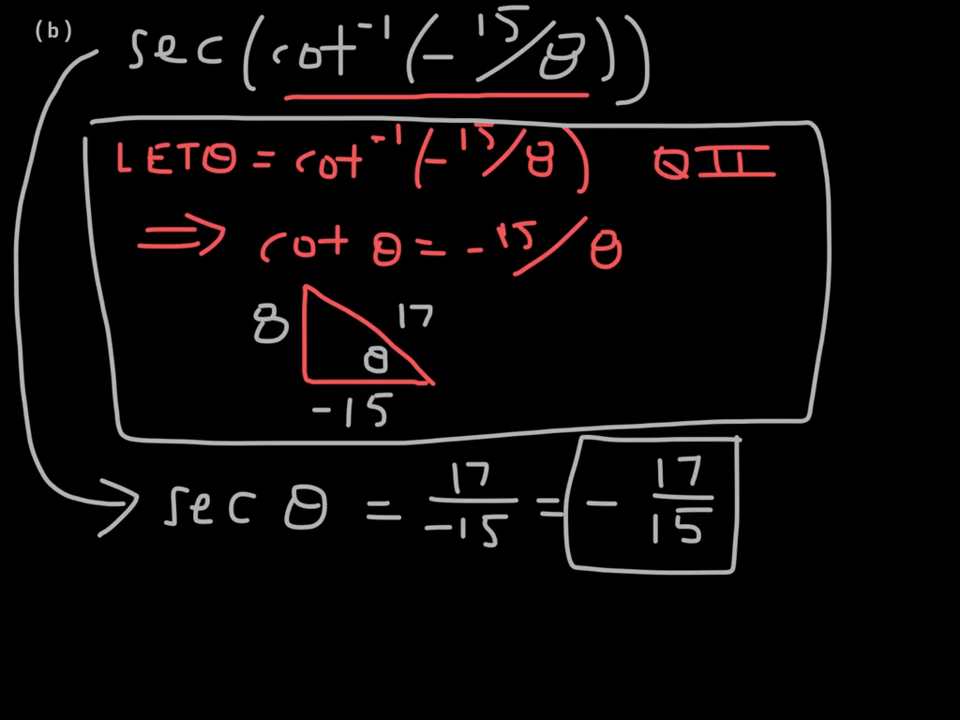 (b) sec(cot⁻¹(-15/8))
LET θ = cot⁻¹(-15/8) QII
⇒ cot θ = -15/8
8 17
θ
-15
sec θ = 17/-15 = - 17/15